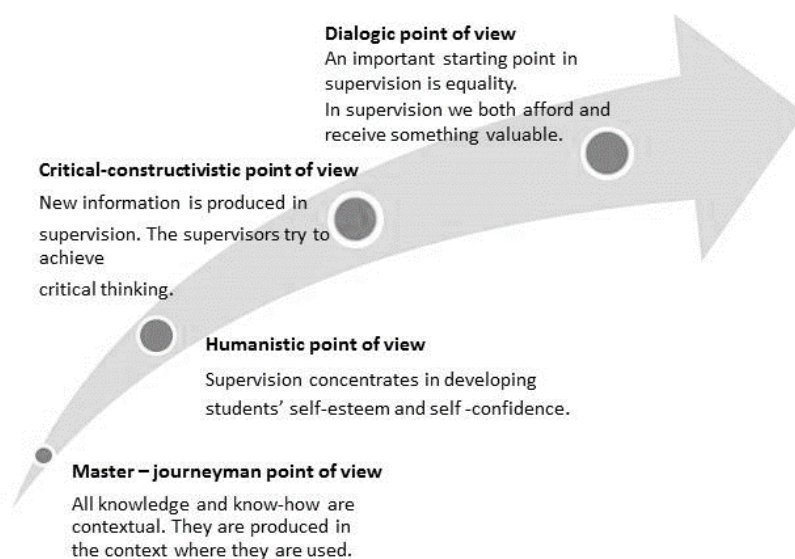 Dialogic point of view
An important starting point in
supervision is equality.
In supervision we both afford and
receive something valuable.
Critical-constructivistic point of view
New information is produced in
supervision. The supervisors try to
achieve
critical thinking.
Humanistic point of view
Supervision concentrates in developing
students’ self-esteem and self -confidence.
Master – journeyman point of view
All knowledge and know-how are
contextual. They are produced in
the context where they are used.